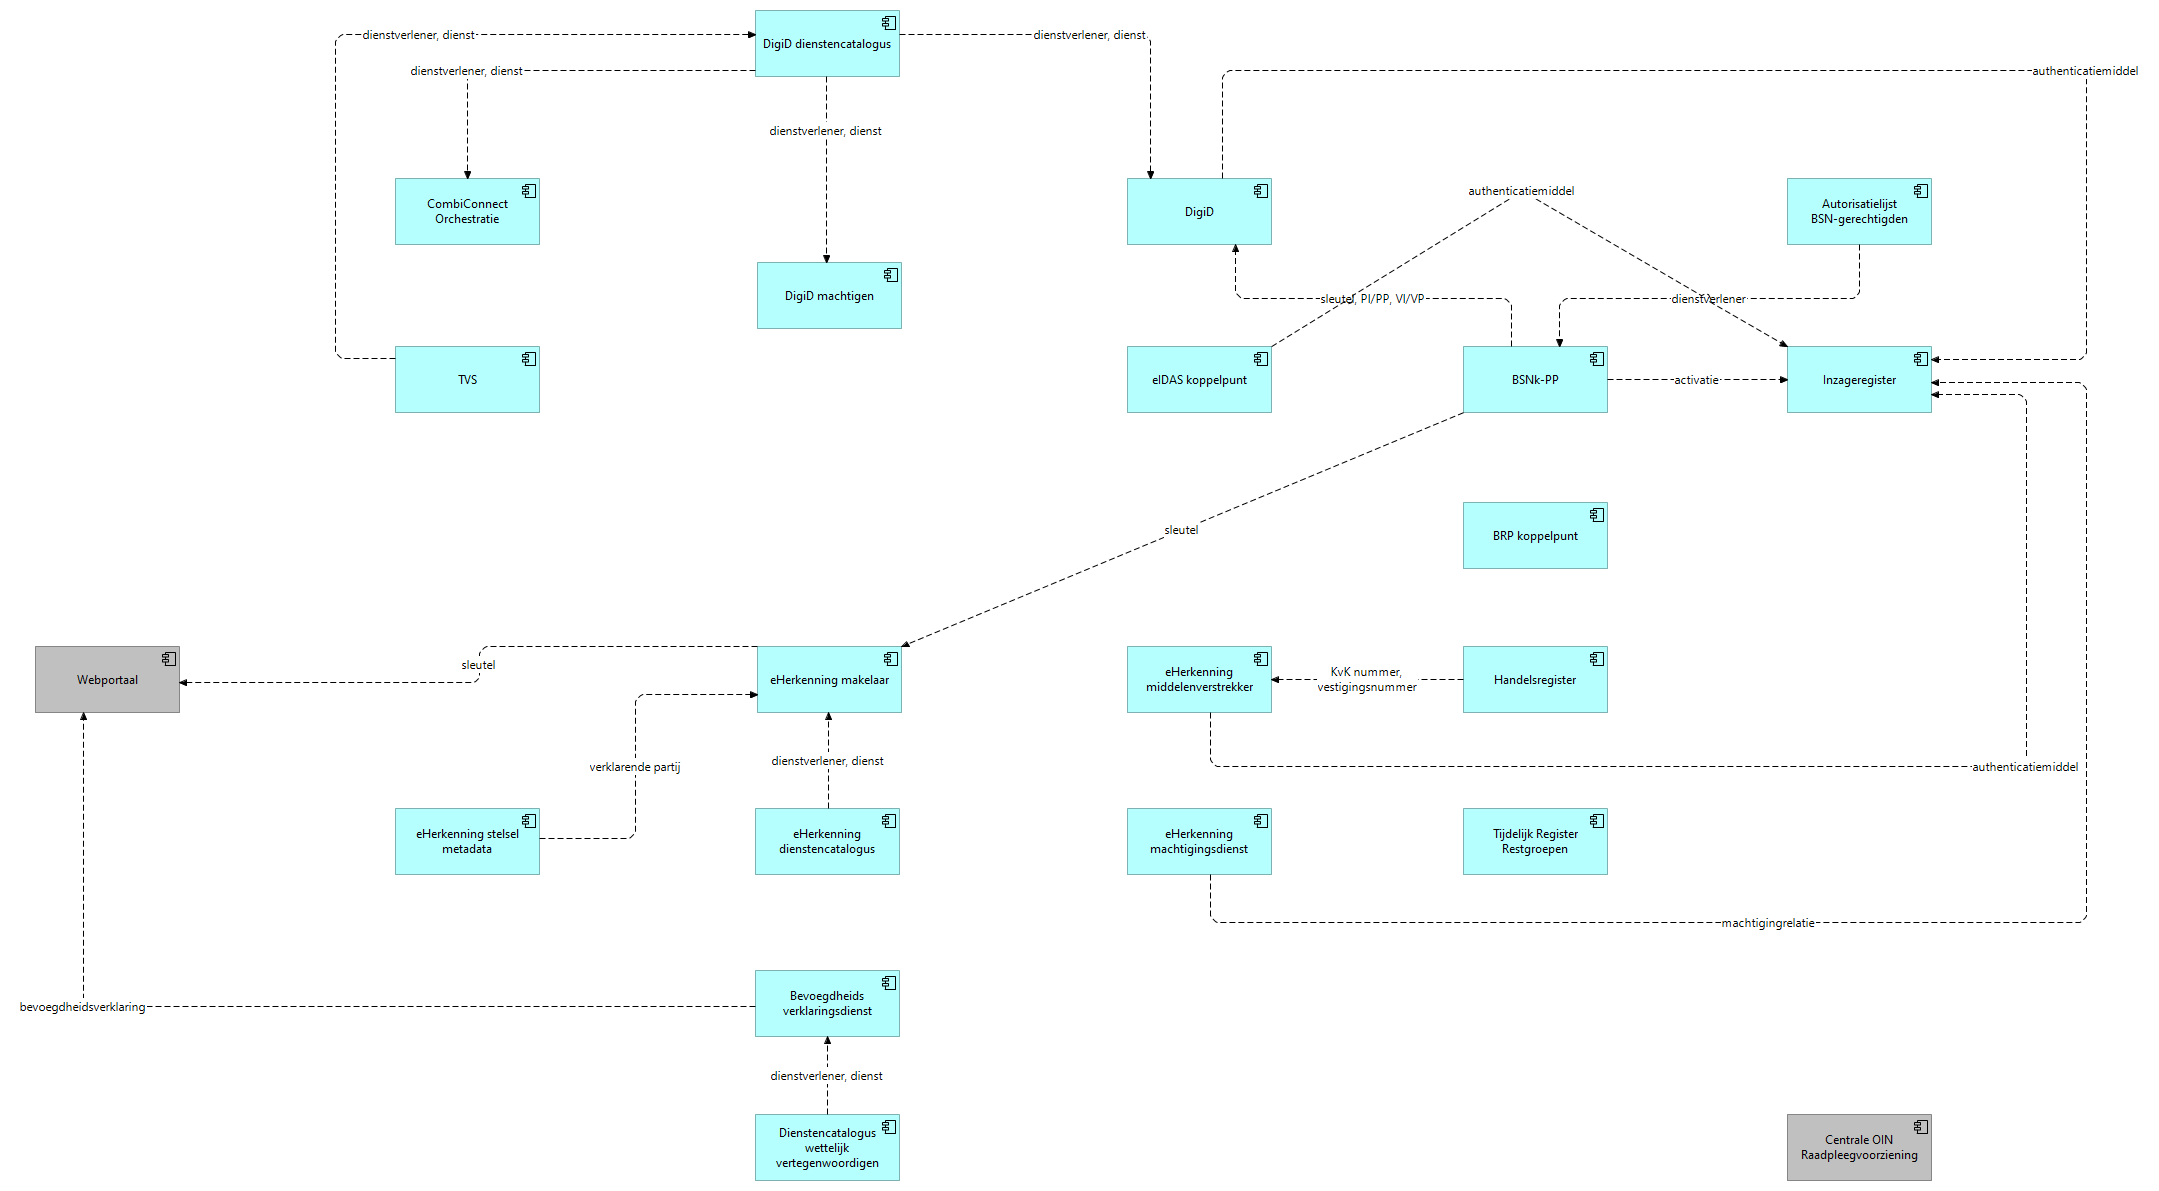 dienstverlener, dienst
DigiD dienstencatalogus
dienstverlener, dienst
dienstverlener, dienst
authenticatiemiddel
dienstverlener, dienst
CombiConnect
Orchestratie
DigiD
authenticatiemiddel
Autorisatielijst
BSN-gerechtigden
DigiD machtigen
sleutel, PI/PP, VI/VP
dienstverlener
TVS
eIDAS koppelpunt
BSNk-PP
activatie
Inzageregister
sleutel
BRP koppelpunt
Webportaal
sleutel
eHerkenning makelaar
eHerkenning
middelenverstrekker
KvK nummer,
vestigingsnummer
Handelsregister
verklarende partij
dienstverlener, dienst
authenticatiemiddel
eHerkenning stelsel
metadata
eHerkenning
dienstencatalogus
eHerkenning
machtigingsdienst
Tijdelijk Register
Restgroepen
machtigingrelatie
bevoegdheidsverklaring
Bevoegdheids
verklaringsdienst
dienstverlener, dienst
Dienstencatalogus
wettelijk
vertegenwoordigen
Centrale OIN
Raadpleegvoorziening